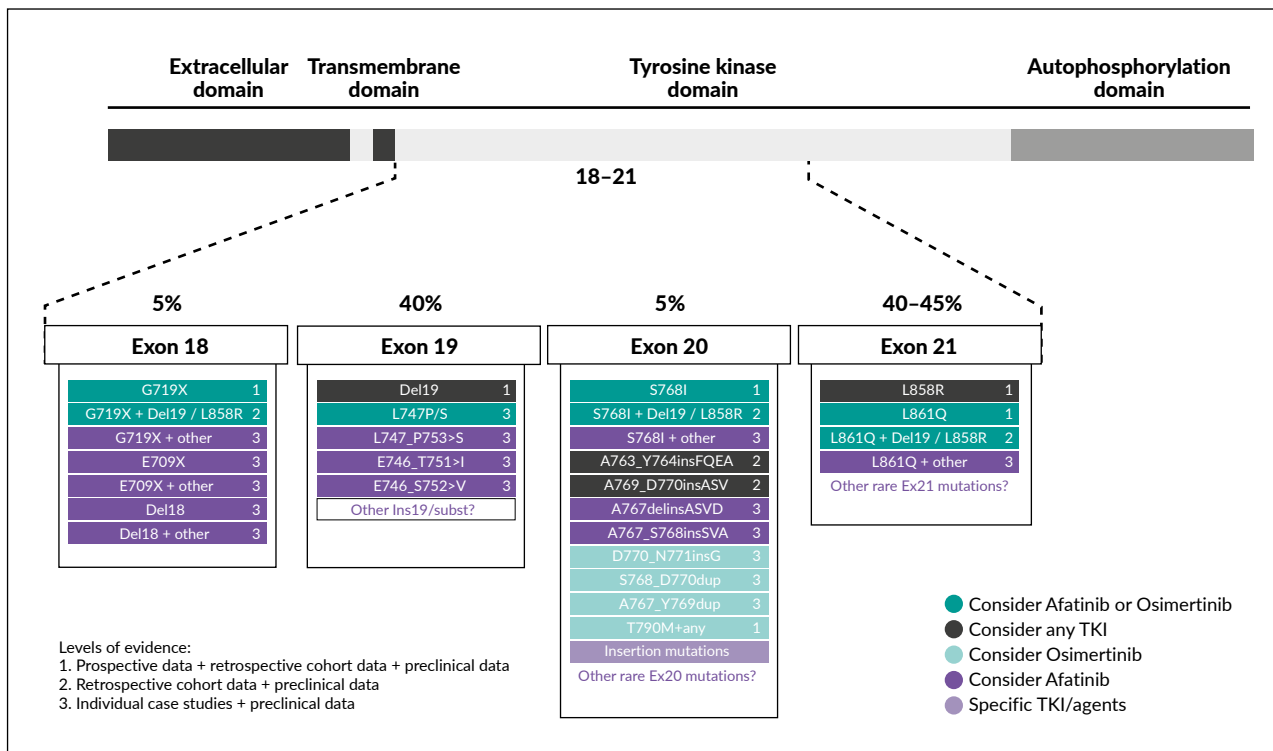 Extracellular
domain
Transmembrane
domain
Tyrosine kinase
domain
Autophosphorylation
domain
18–21
5%
40%
5%
40–45%
Exon 18
Exon 19
Exon 20
Exon 21
G719X 1
G719X + Del19 / L858R 2
G719X + other 3
E709X 3
E709X + other 3
Del18 3
Del18 + other 3
Del19 1
L747P/S 3
L747_P753>S 3
E746_T751>I 3
E746_S752>V 3
Other Ins19/subst?
S768I 1
S768I + Del19 / L858R 2
S768I + other 3
A763_Y764insFQEA 2
A769_D770insASV 2
A767delinsASVD 3
A767_S768insSVA 3
D770_N771insG 3
S768_D770dup 3
A767_Y769dup 3
T790M+any 1
Insertion mutations
Other rare Ex20 mutations?
L858R 1
L861Q 1
L861Q + Del19 / L858R 2
L861Q + other 3
Other rare Ex21 mutations?
Levels of evidence:
1. Prospective data + retrospective cohort data + preclinical data
2. Retrospective cohort data + preclinical data
3. Individual case studies + preclinical data
Consider Afatinib or Osimertinib
Consider any TKI
Consider Osimertinib
Consider Afatinib
Specific TKI/agents